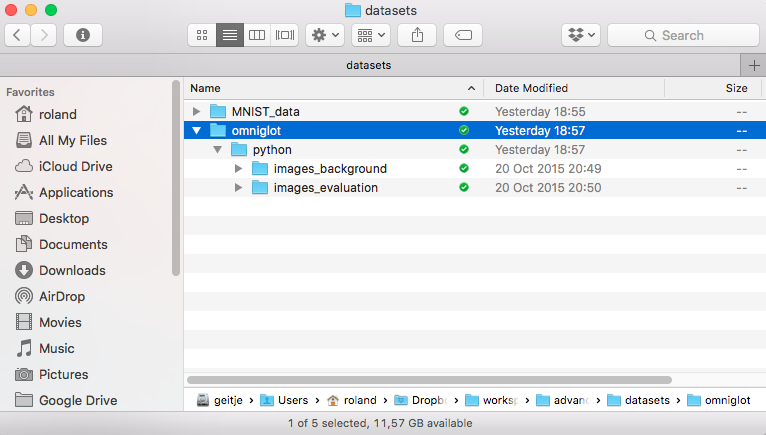 datasets
Search
datasets
Favorites
roland
All My Files
iCloud Drive
Applications
Desktop
Documents
Downloads
AirDrop
Movies
Music
Pictures
Google Drive
Name Date Modified Size
MNIST_data Yesterday 18:55 --
omniglot Yesterday 18:57 --
python Yesterday 18:57 --
images_background 20 Oct 2015 20:49 --
images_evaluation 20 Oct 2015 20:50 --
geitje Users roland Dropb worksp advan datasets omniglot
1 of 5 selected, 11,57 GB available